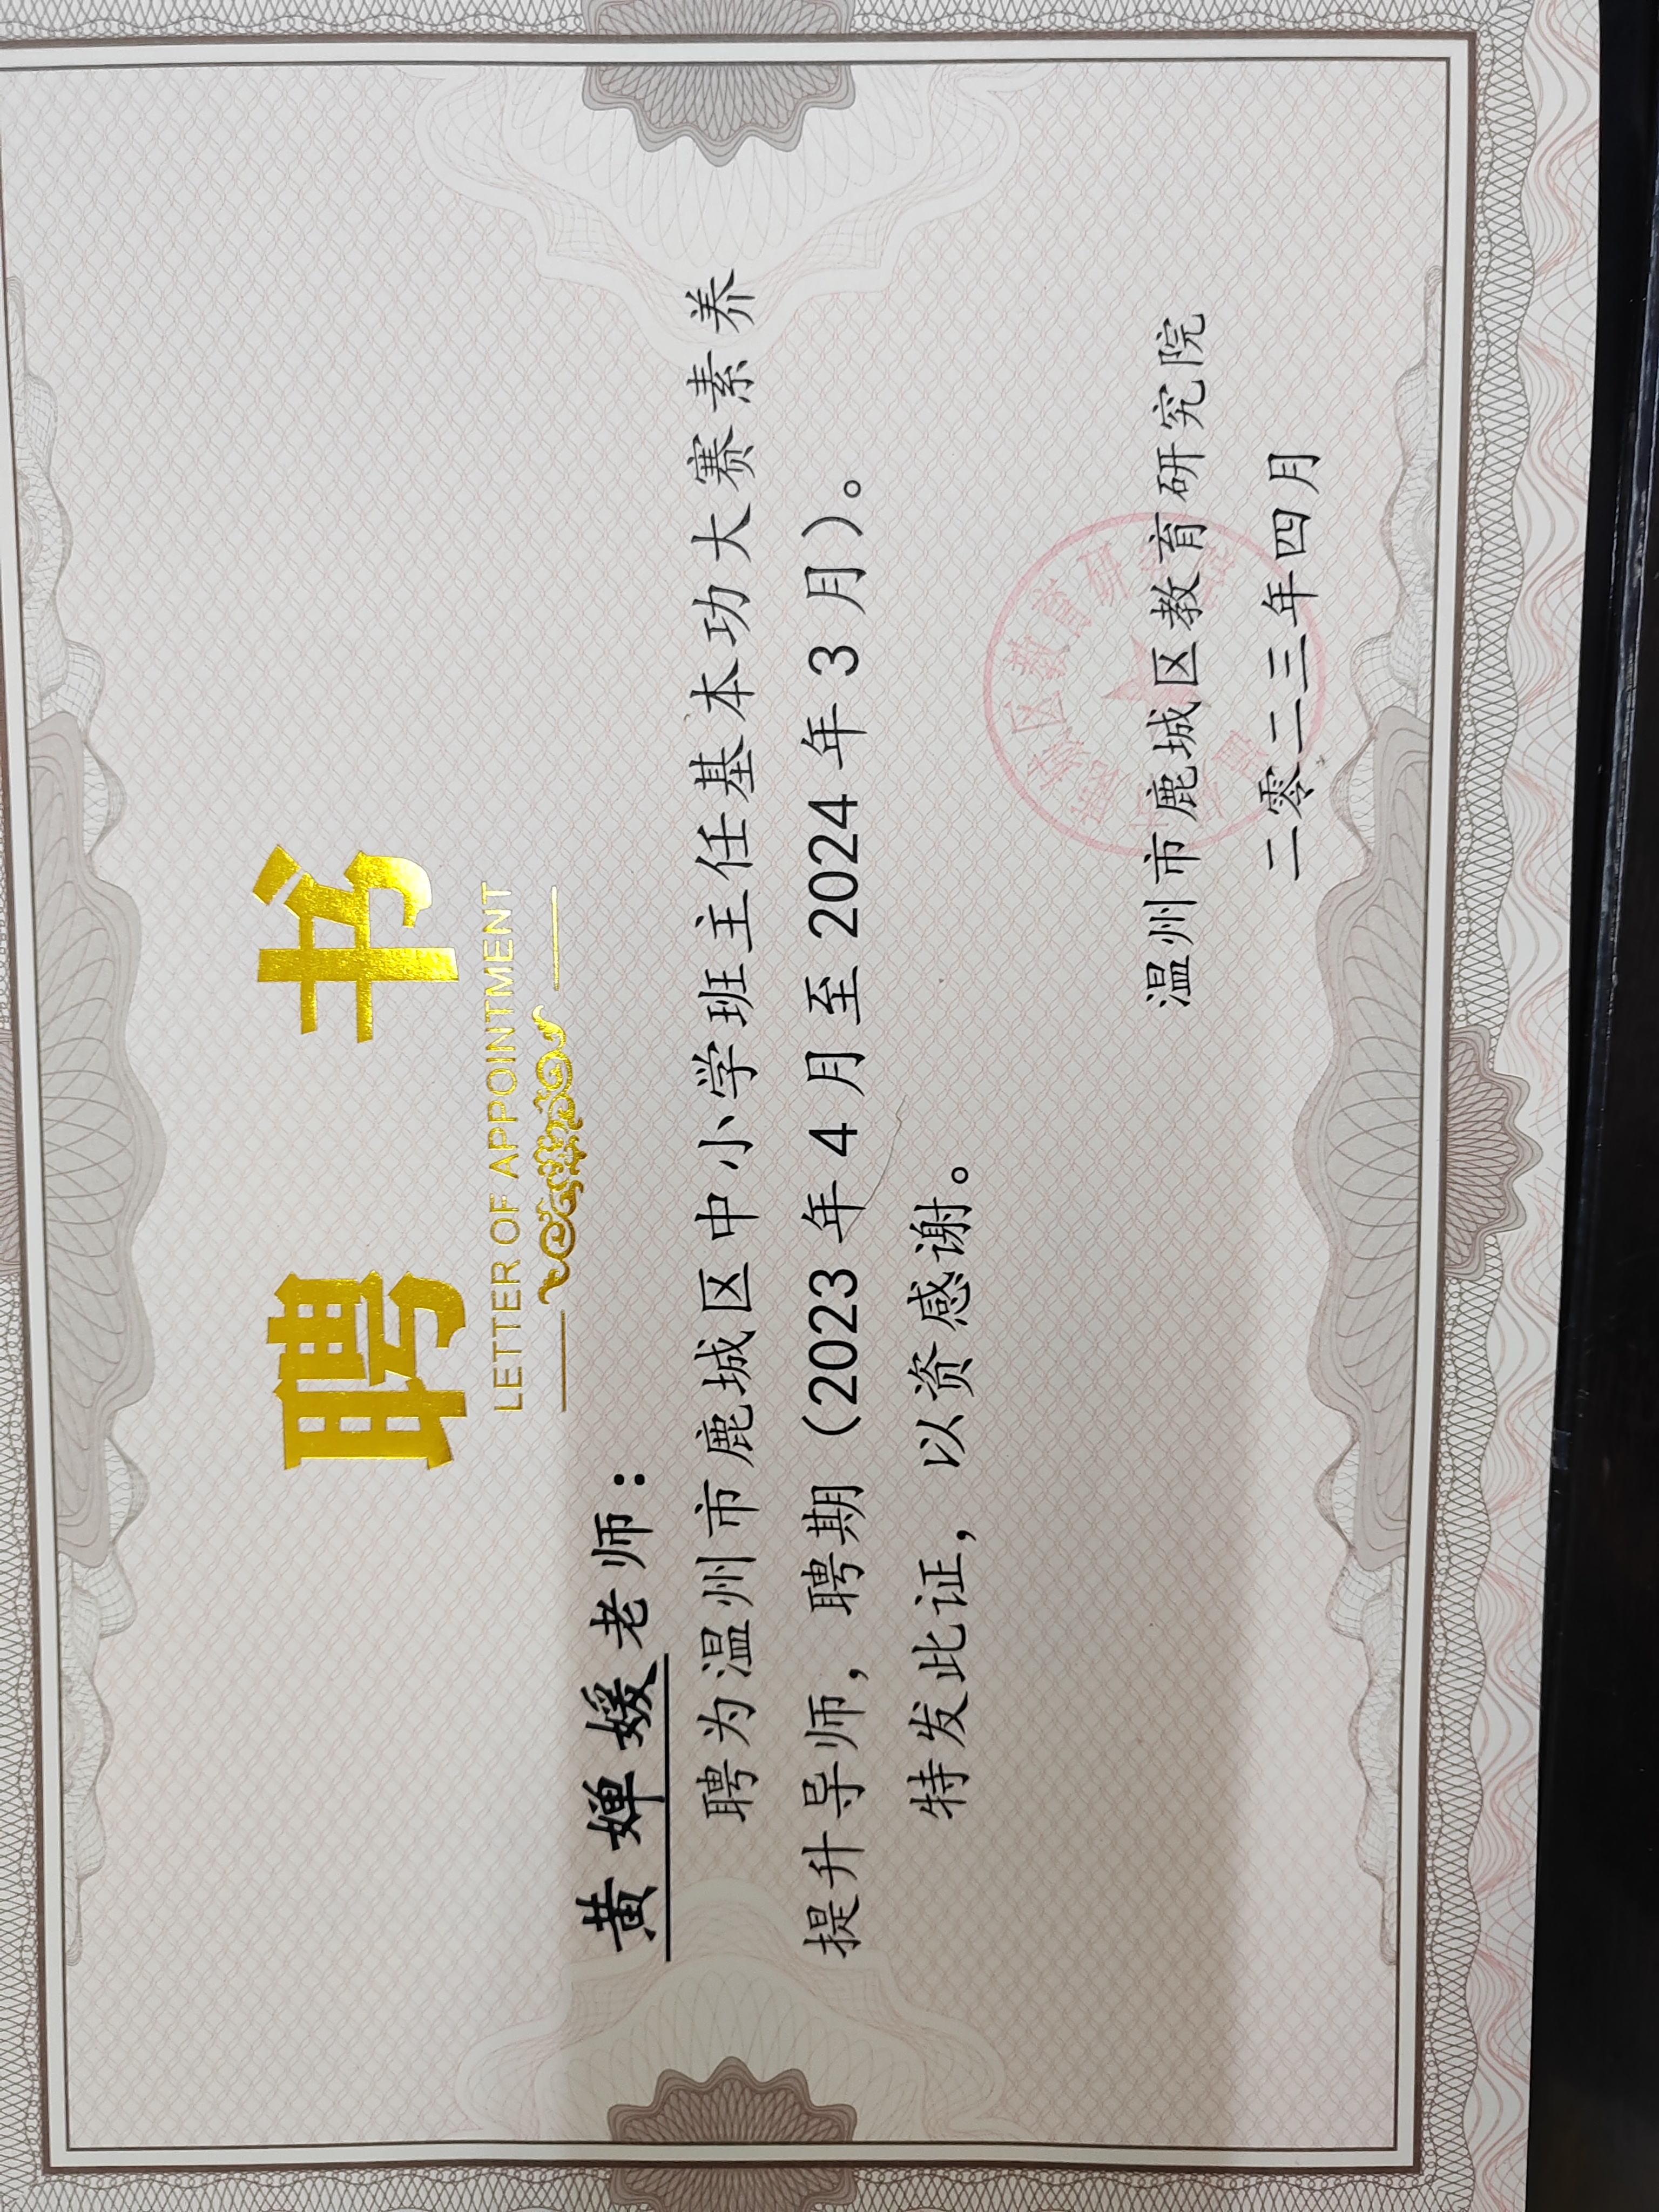 聘书
LETTER OF APPOINTMENT
黄婵媛老师：
聘为温州市鹿城区中小学班主任基本功大赛素养
提升导师，聘期（2023年4月至2024年3月）。
特发此证，以资感谢。
温州市鹿城区教育研究院
二零二三年四月